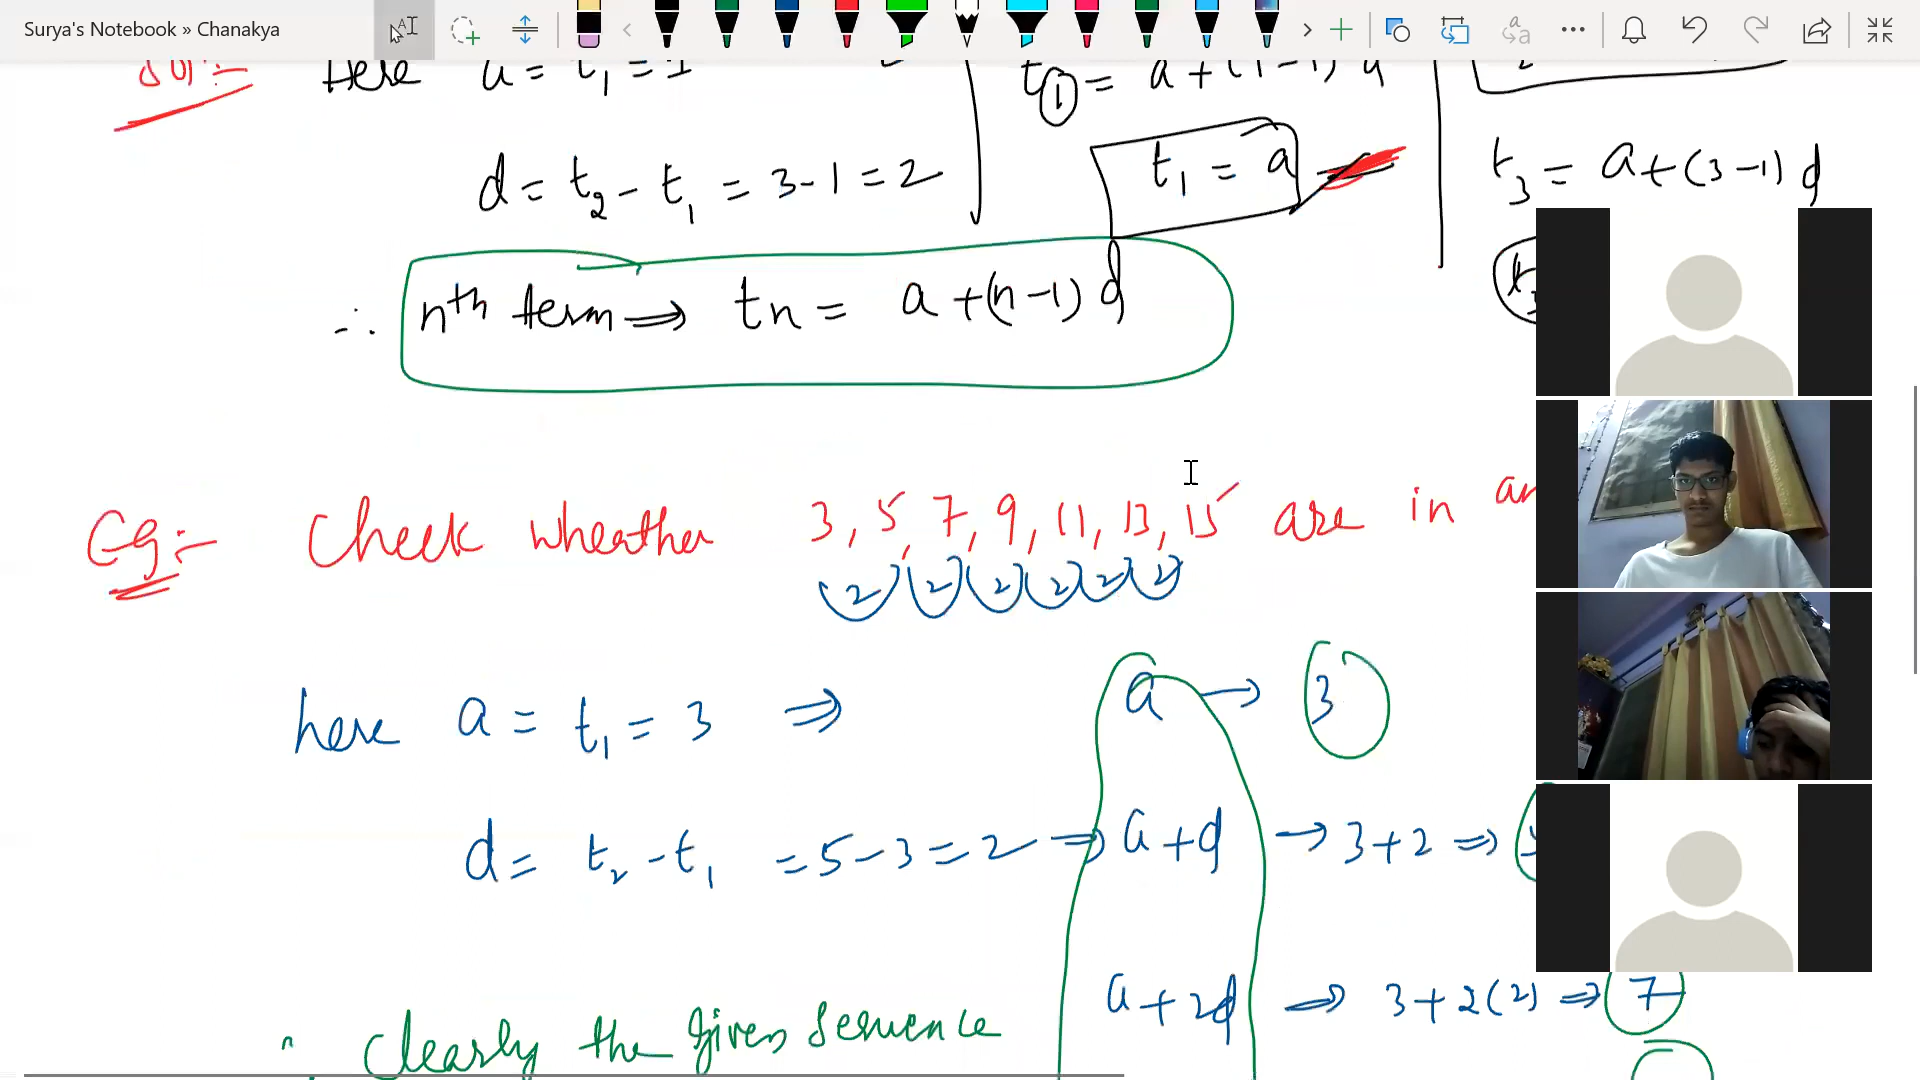 Surya's Notebook » Chanakya
Sol:-
Here a = t₁ = 1
t① = a + (1-1) d
d = t₂ - t₁ = 3-1 = 2
t₁ = a
t₃ = a+(3-1) d
∴ nth term ⇒ tn = a +(n-1) d
Eg:- Check wheather 3, 5, 7, 9, 11, 13, 15 are in
2 2 2 2 2 2
here a = t₁ = 3 ⇒
a → 3
d = t₂ - t₁ = 5-3 = 2 ⇒ a+d → 3+2 ⇒
a+2d → 3+2(2) ⇒ 7
∴ Clearly the given sequence